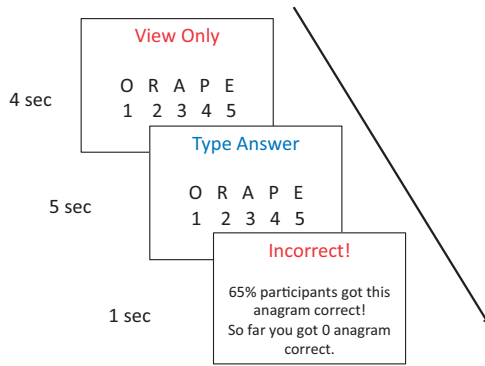 View Only
O R A P E
1 2 3 4 5
4 sec
Type Answer
O R A P E
1 2 3 4 5
5 sec
Incorrect!
65% participants got this
anagram correct!
So far you got 0 anagram
correct.
1 sec